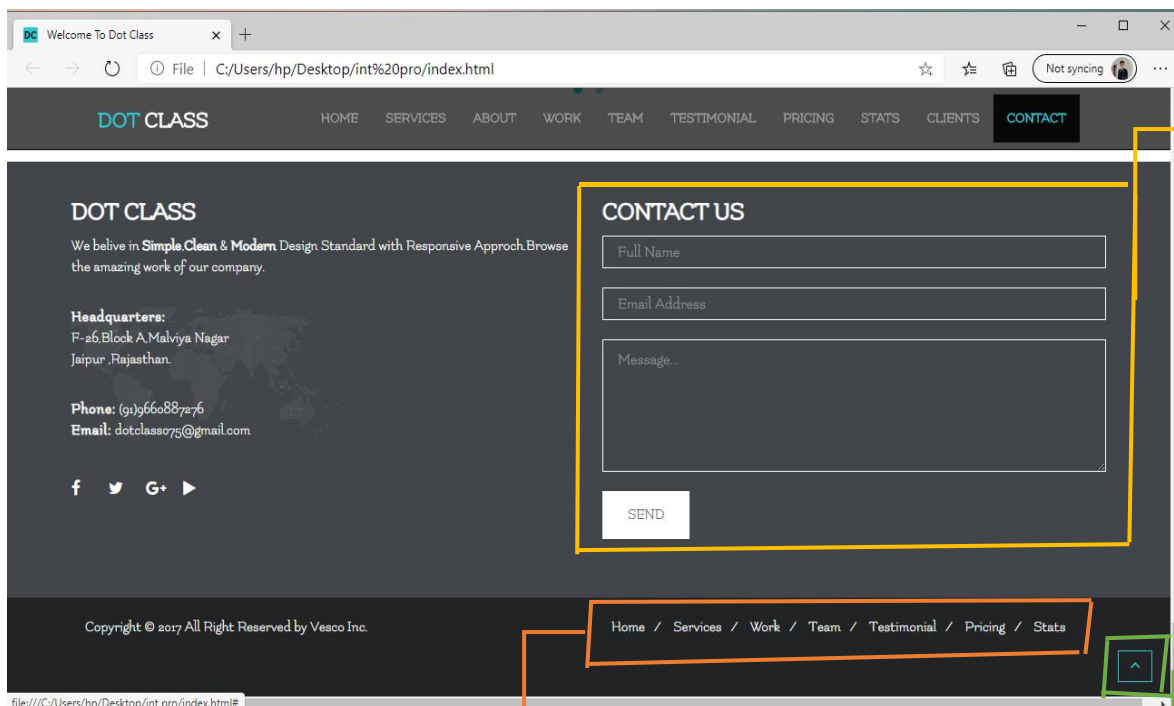 DC Welcome To Dot Class
File | C:/Users/hp/Desktop/int%20pro/index.html Not syncing
DOT CLASS HOME SERVICES ABOUT WORK TEAM TESTIMONIAL PRICING STATS CLIENTS CONTACT
DOT CLASS
We belive in Simple,Clean & Modern Design Standard with Responsive Approch.Browse
the amazing work of our company.
Headquarters:
F-26,Block A,Malviya Nagar
Jaipur ,Rajasthan.
Phone: (91)9660887276
Email: dotclass075@gmail.com
f G+
CONTACT US
Full Name
Email Address
Message...
SEND
Copyright © 2017 All Right Reserved by Vesco Inc.
Home / Services / Work / Team / Testimonial / Pricing / Stats
file:///C:/Users/hp/Desktop/int pro/index.html#